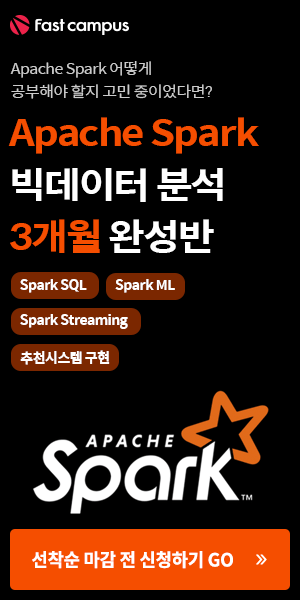 fast campus
Apache Spark 어떻게
공부해야 할지 고민 중이었다면?
Apache Spark
빅데이터 분석
3개월 완성반
Spark SQL
Spark ML
Spark Streaming
추천시스템 구현
APACHE
Spark™
선착순 마감 전 신청하기 GO »